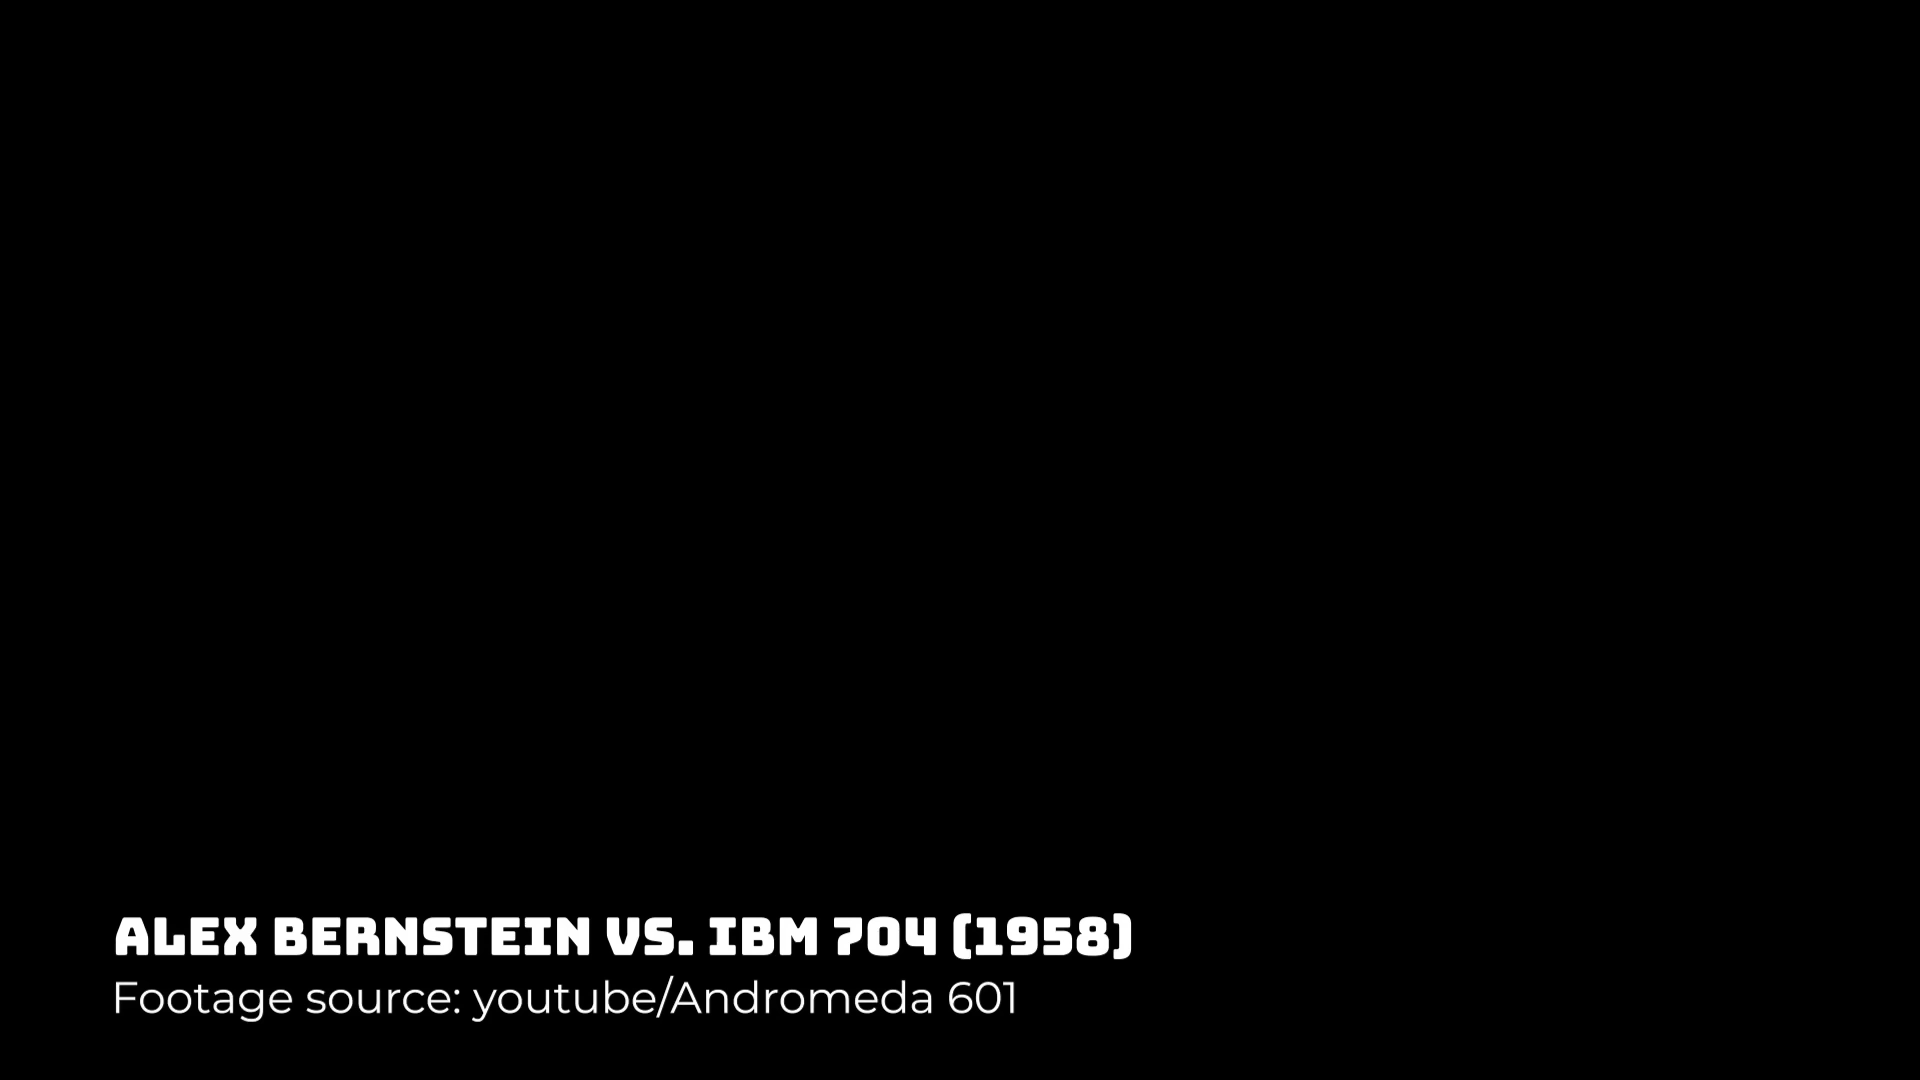 ALEX BERNSTEIN VS. IBM 704 (1958)
Footage source: youtube/Andromeda 601